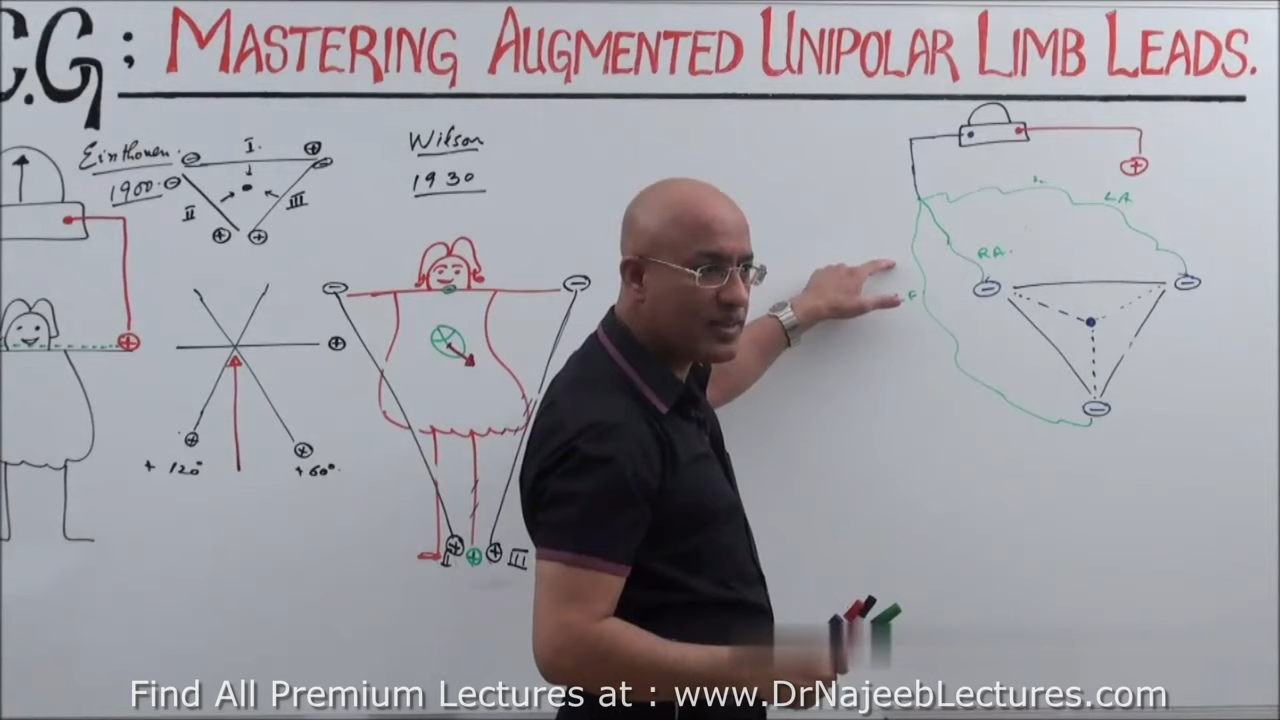 C.G; MASTERING AUGMENTED UNIPOLAR LIMB LEADS.
Einthoven.
1900.
I.
II
III
Wilson
1930
LA
RA.
F
+ 120°
+60°.
III
Find All Premium Lectures at : www.DrNajeebLectures.com